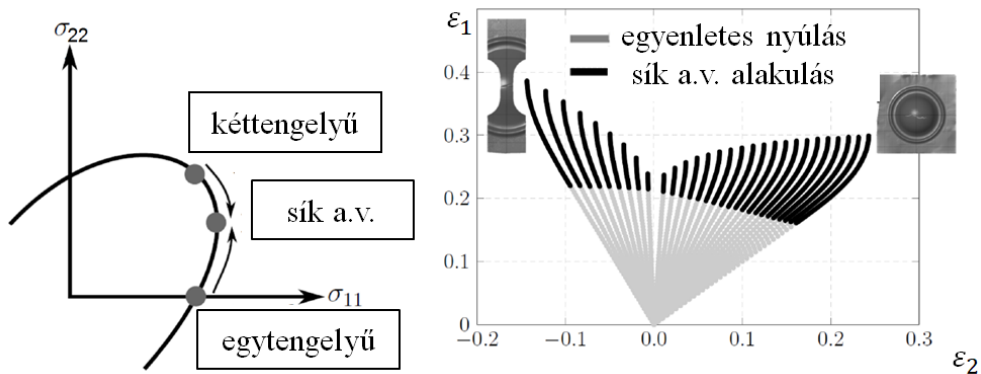 σ22
kéttengelyű
sík a.v.
σ11
egytengelyű
ε1
egyenletes nyúlás
sík a.v. alakulás
0.4
0.3
0.2
0.1
0
−0.2
−0.1
0.0
0.1
0.2
0.3
ε2